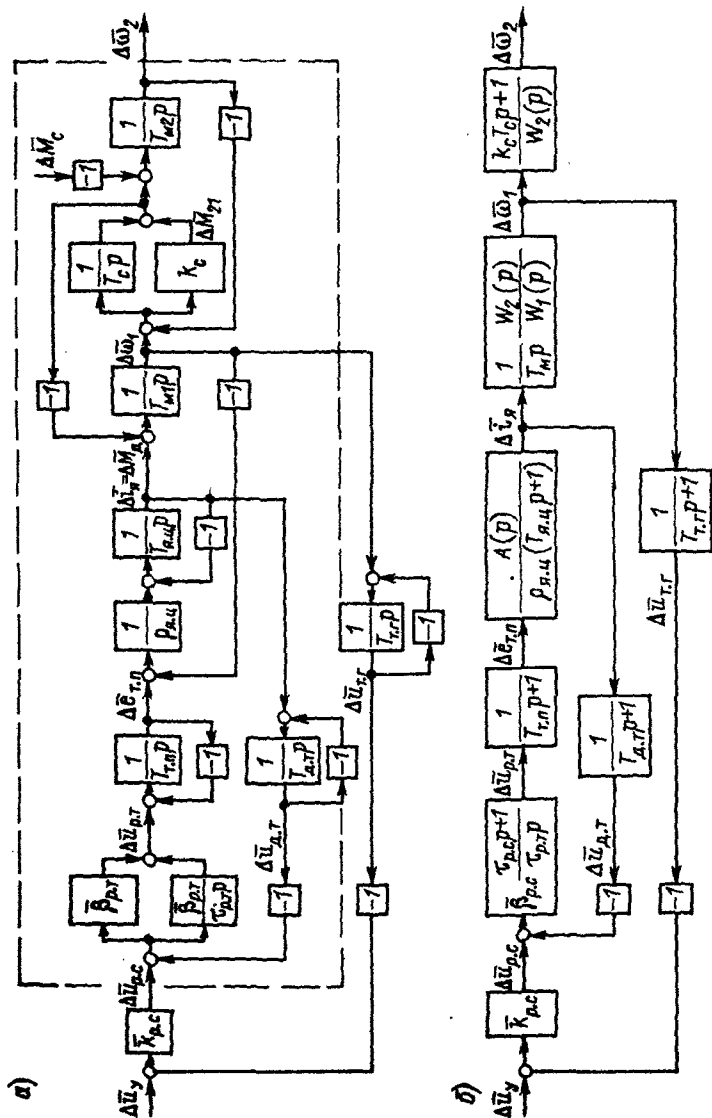 а)
Δū_у
k̄_р.с
Δū_р.с
β̄_р.т
β̄_р.т
τ_р.т p
Δū_р.т
1
T_т.п p
-1
Δē_т.п
1
ρ_я.ц
1
T_я.ц p
-1
Δī_я=ΔM̄_д
-1
1
T_м1 p
Δω̄_1
-1
1
T_с p
k_с
ΔM̄_21
ΔM̄_с
-1
1
T_м2 p
-1
Δω̄_2
-1
Δū_д.т
1
T_д.т p
-1
-1
Δū_т.г
1
T_т.г p
-1
б)
Δū_у
k̄_р.с
Δū_р.с
β̄_р.с τ_р.с p+1
τ_р.т p
Δū_р.т
1
T_т.п p+1
Δē_т.п
A(p)
ρ_я.ц (T_я.ц p+1)
Δī_я
1 W_2(p)
T_м p W_1(p)
Δω̄_1
k_с T_с p+1
W_2(p)
Δω̄_2
-1
Δū_д.т
1
T_д.т p+1
-1
Δū_т.г
1
T_т.г p+1